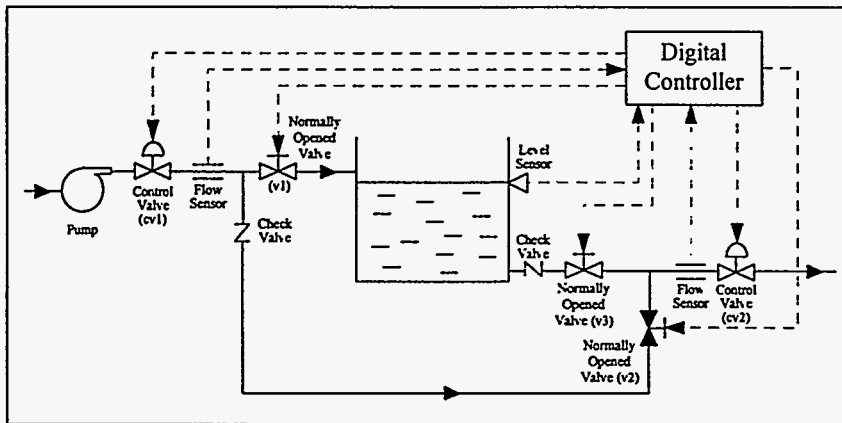 Digital
Controller
Normally
Opened
Valve
(v1)
Level
Sensor
Control
Valve
(cv1)
Flow
Sensor
Pump
Check
Valve
Check
Valve
Normally
Opened
Valve (v3)
Flow
Sensor
Control
Valve
(cv2)
Normally
Opened
Valve (v2)